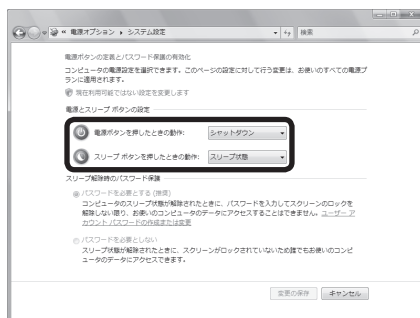 « 電源オプション ▸ システム設定
検索
電源ボタンの定義とパスワード保護の有効化
コンピュータの電源設定を選択できます。このページの設定に対して行う変更は、お使いのすべての電源プ
ランに適用されます。
現在利用可能ではない設定を変更します
電源とスリープ ボタンの設定
電源ボタンを押したときの動作: シャットダウン
スリープ ボタンを押したときの動作: スリープ状態
スリープ解除時のパスワード保護
パスワードを必要とする (推奨)
コンピュータのスリープ状態が解除されたときに、パスワードを入力してスクリーンのロックを
解除しない限り、お使いのコンピュータのデータにアクセスすることはできません。ユーザー ア
カウント パスワードの作成または変更
パスワードを必要としない
スリープ状態が解除されたときに、スクリーンがロックされていないため誰でもお使いのコンピ
ュータのデータにアクセスできます。
変更の保存 キャンセル